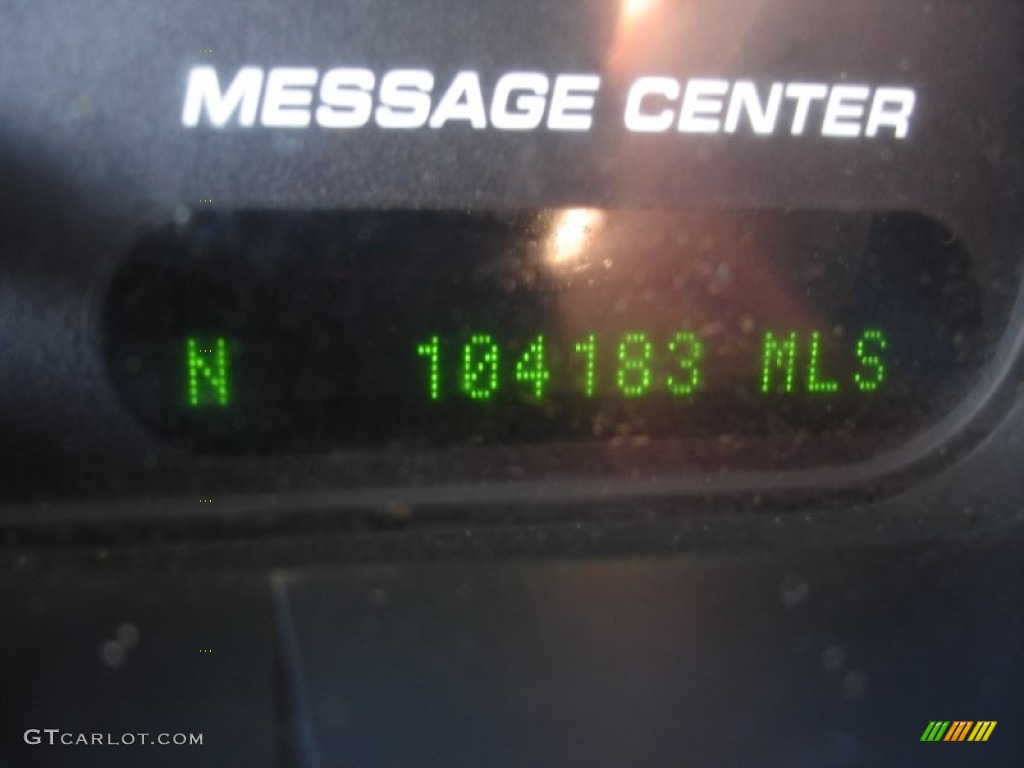 MESSAGE CENTER
N 104183 MLS
GTCARLOT.COM